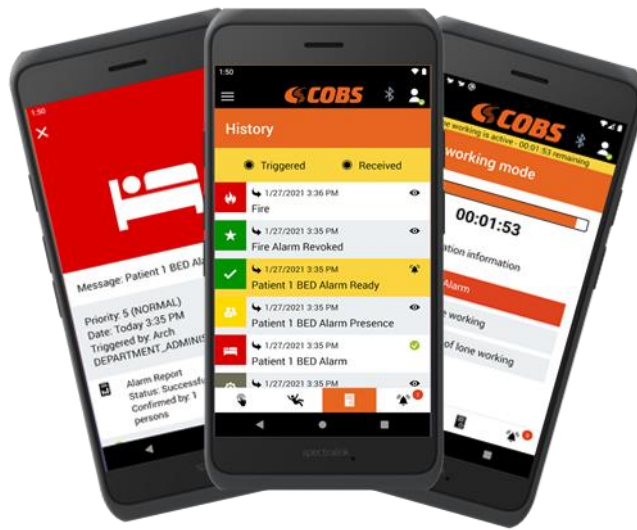 1:50
Message: Patient 1 BED Ala
Priority: 5 (NORMAL)
Date: Today 3:35 PM
Triggered by: Arch
DEPARTMENT_ADMINIS
Alarm Report
Status: Successfu
Confirmed by: 1
persons
1:50
COBS
History
Triggered
Received
1/27/2021 3:36 PM
Fire
1/27/2021 3:35 PM
Fire Alarm Revoked
1/27/2021 3:35 PM
Patient 1 BED Alarm Ready
1/27/2021 3:35 PM
Patient 1 BED Alarm Presence
1/27/2021 3:35 PM
Patient 1 BED Alarm
1/27/2021 3:35 PM
spectralink
COBS
ne working is active - 00:01:53 remaining
working mode
00:01:53
ation information
Alarm
e working
of lone working